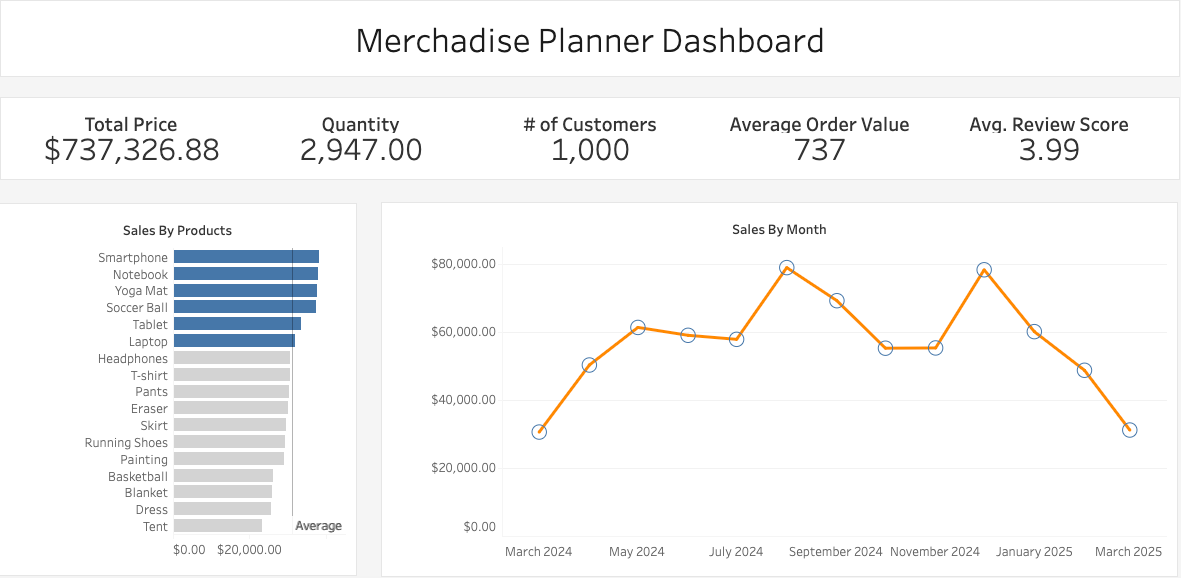 Merchadise Planner Dashboard
Total Price
$737,326.88
Quantity
2,947.00
# of Customers
1,000
Average Order Value
737
Avg. Review Score
3.99
Sales By Products
Smartphone
Notebook
Yoga Mat
Soccer Ball
Tablet
Laptop
Headphones
T-shirt
Pants
Eraser
Skirt
Running Shoes
Painting
Basketball
Blanket
Dress
Tent
Average
$0.00 $20,000.00
Sales By Month
$80,000.00
$60,000.00
$40,000.00
$20,000.00
$0.00
March 2024 May 2024 July 2024 September 2024 November 2024 January 2025 March 2025